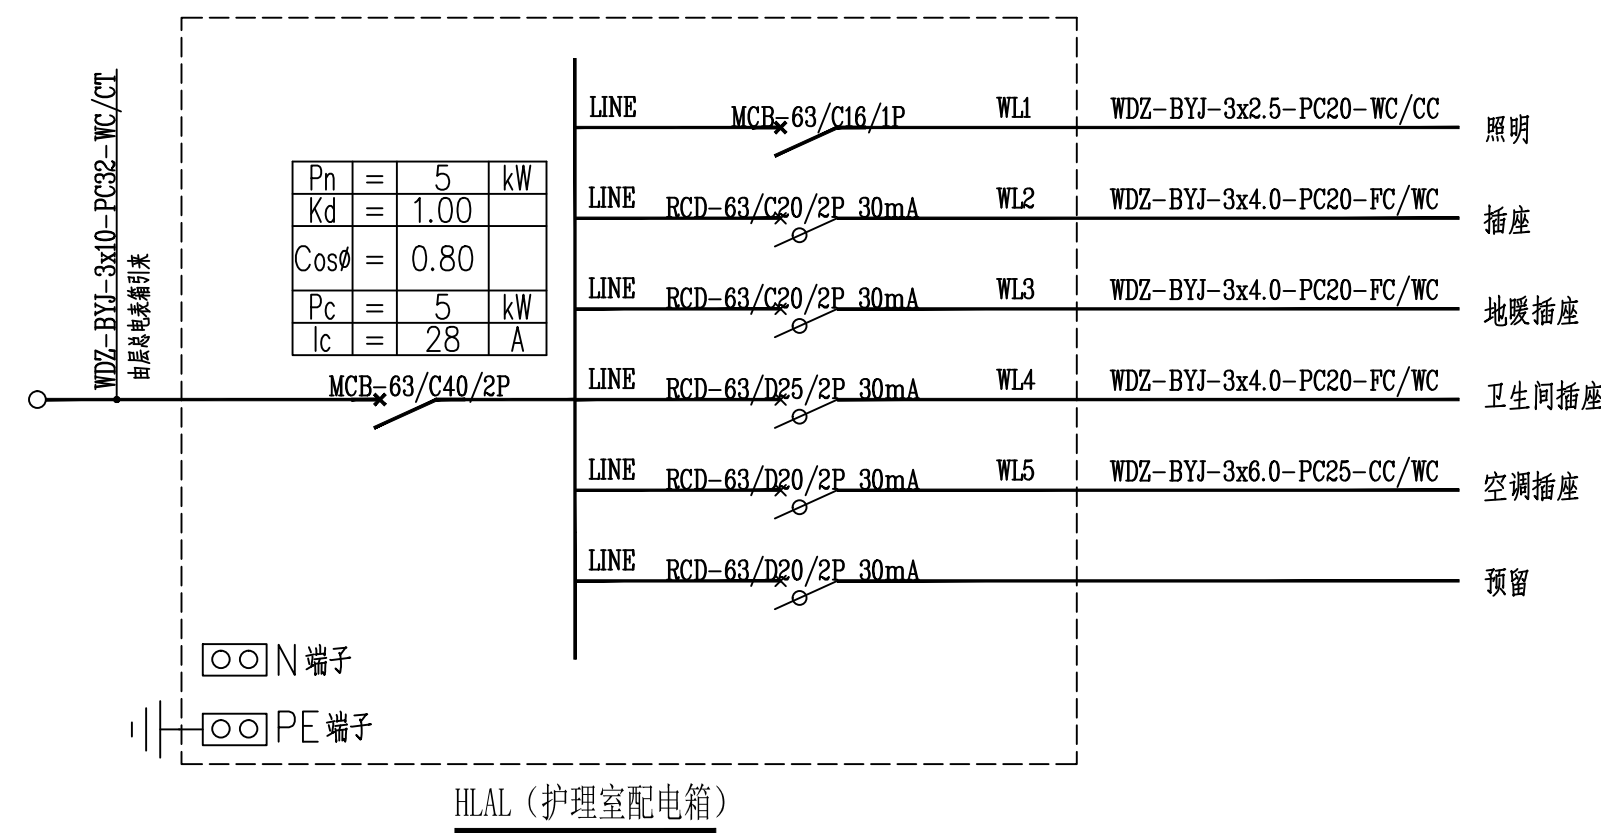 WDZ-BYJ-3x10-PC32-WC/CT
由层总电表箱引来
Pn = 5 kW
Kd = 1.00
Cosø = 0.80
Pc = 5 kW
Ic = 28 A
MCB-63/C40/2P
LINE MCB-63/C16/1P WL1 WDZ-BYJ-3x2.5-PC20-WC/CC 照明
LINE RCD-63/C20/2P 30mA WL2 WDZ-BYJ-3x4.0-PC20-FC/WC 插座
LINE RCD-63/C20/2P 30mA WL3 WDZ-BYJ-3x4.0-PC20-FC/WC 地暖插座
LINE RCD-63/D25/2P 30mA WL4 WDZ-BYJ-3x4.0-PC20-FC/WC 卫生间插座
LINE RCD-63/D20/2P 30mA WL5 WDZ-BYJ-3x6.0-PC25-CC/WC 空调插座
LINE RCD-63/D20/2P 30mA 预留
N 端子
PE 端子
HLAL（护理室配电箱）